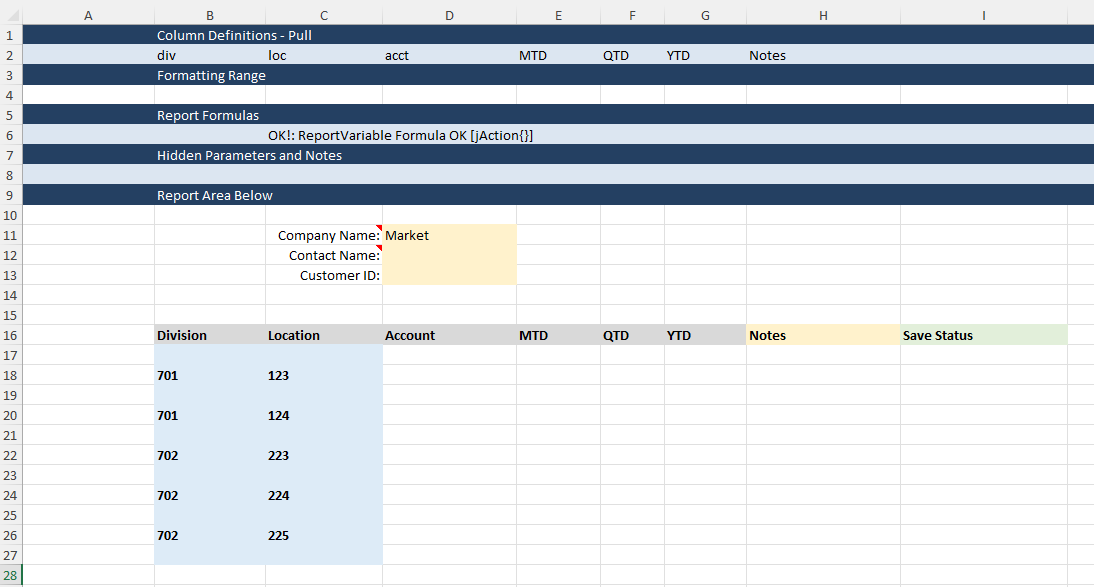 A B C D E F G H I
1 Column Definitions - Pull
2 div loc acct MTD QTD YTD Notes
3 Formatting Range
4
5 Report Formulas
6 OK!: ReportVariable Formula OK [jAction{}]
7 Hidden Parameters and Notes
8
9 Report Area Below
10
11 Company Name: Market
12 Contact Name:
13 Customer ID:
14
15
16 Division Location Account MTD QTD YTD Notes Save Status
17
18 701 123
19
20 701 124
21
22 702 223
23
24 702 224
25
26 702 225
27
28